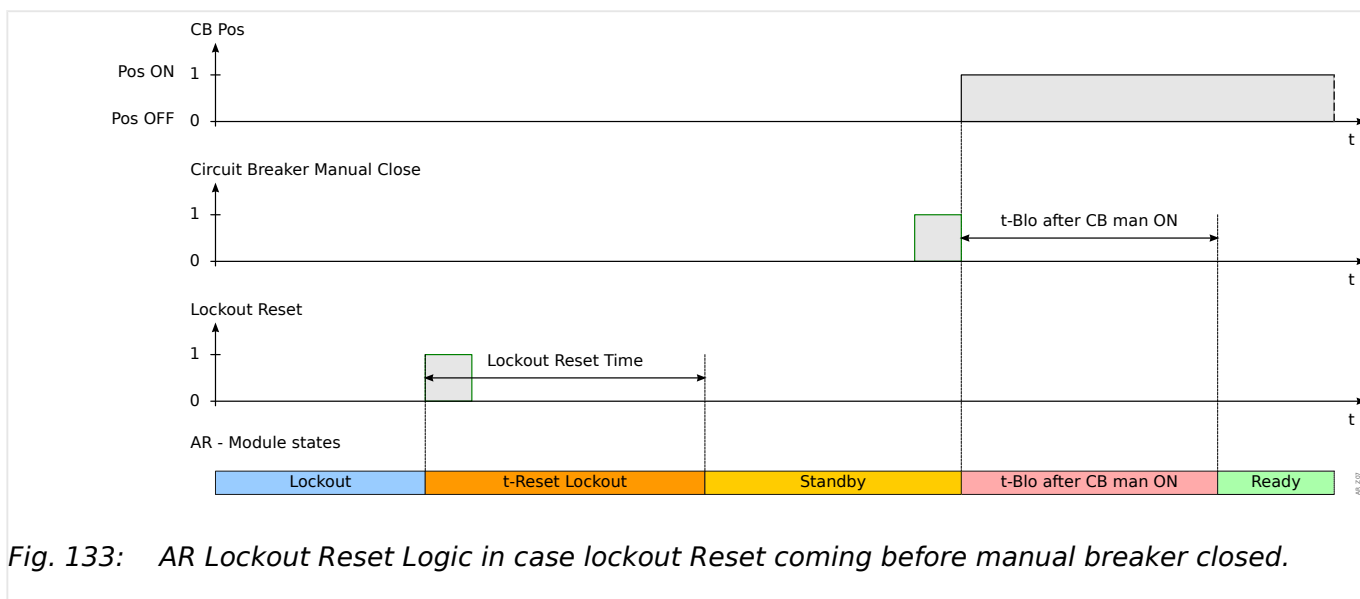 CB Pos
Pos ON 1
Pos OFF 0
t
Circuit Breaker Manual Close
1
t-Blo after CB man ON
0
t
Lockout Reset
1
Lockout Reset Time
0
t
AR - Module states
Lockout t-Reset Lockout Standby t-Blo after CB man ON Ready
Fig. 133: AR Lockout Reset Logic in case lockout Reset coming before manual breaker closed.